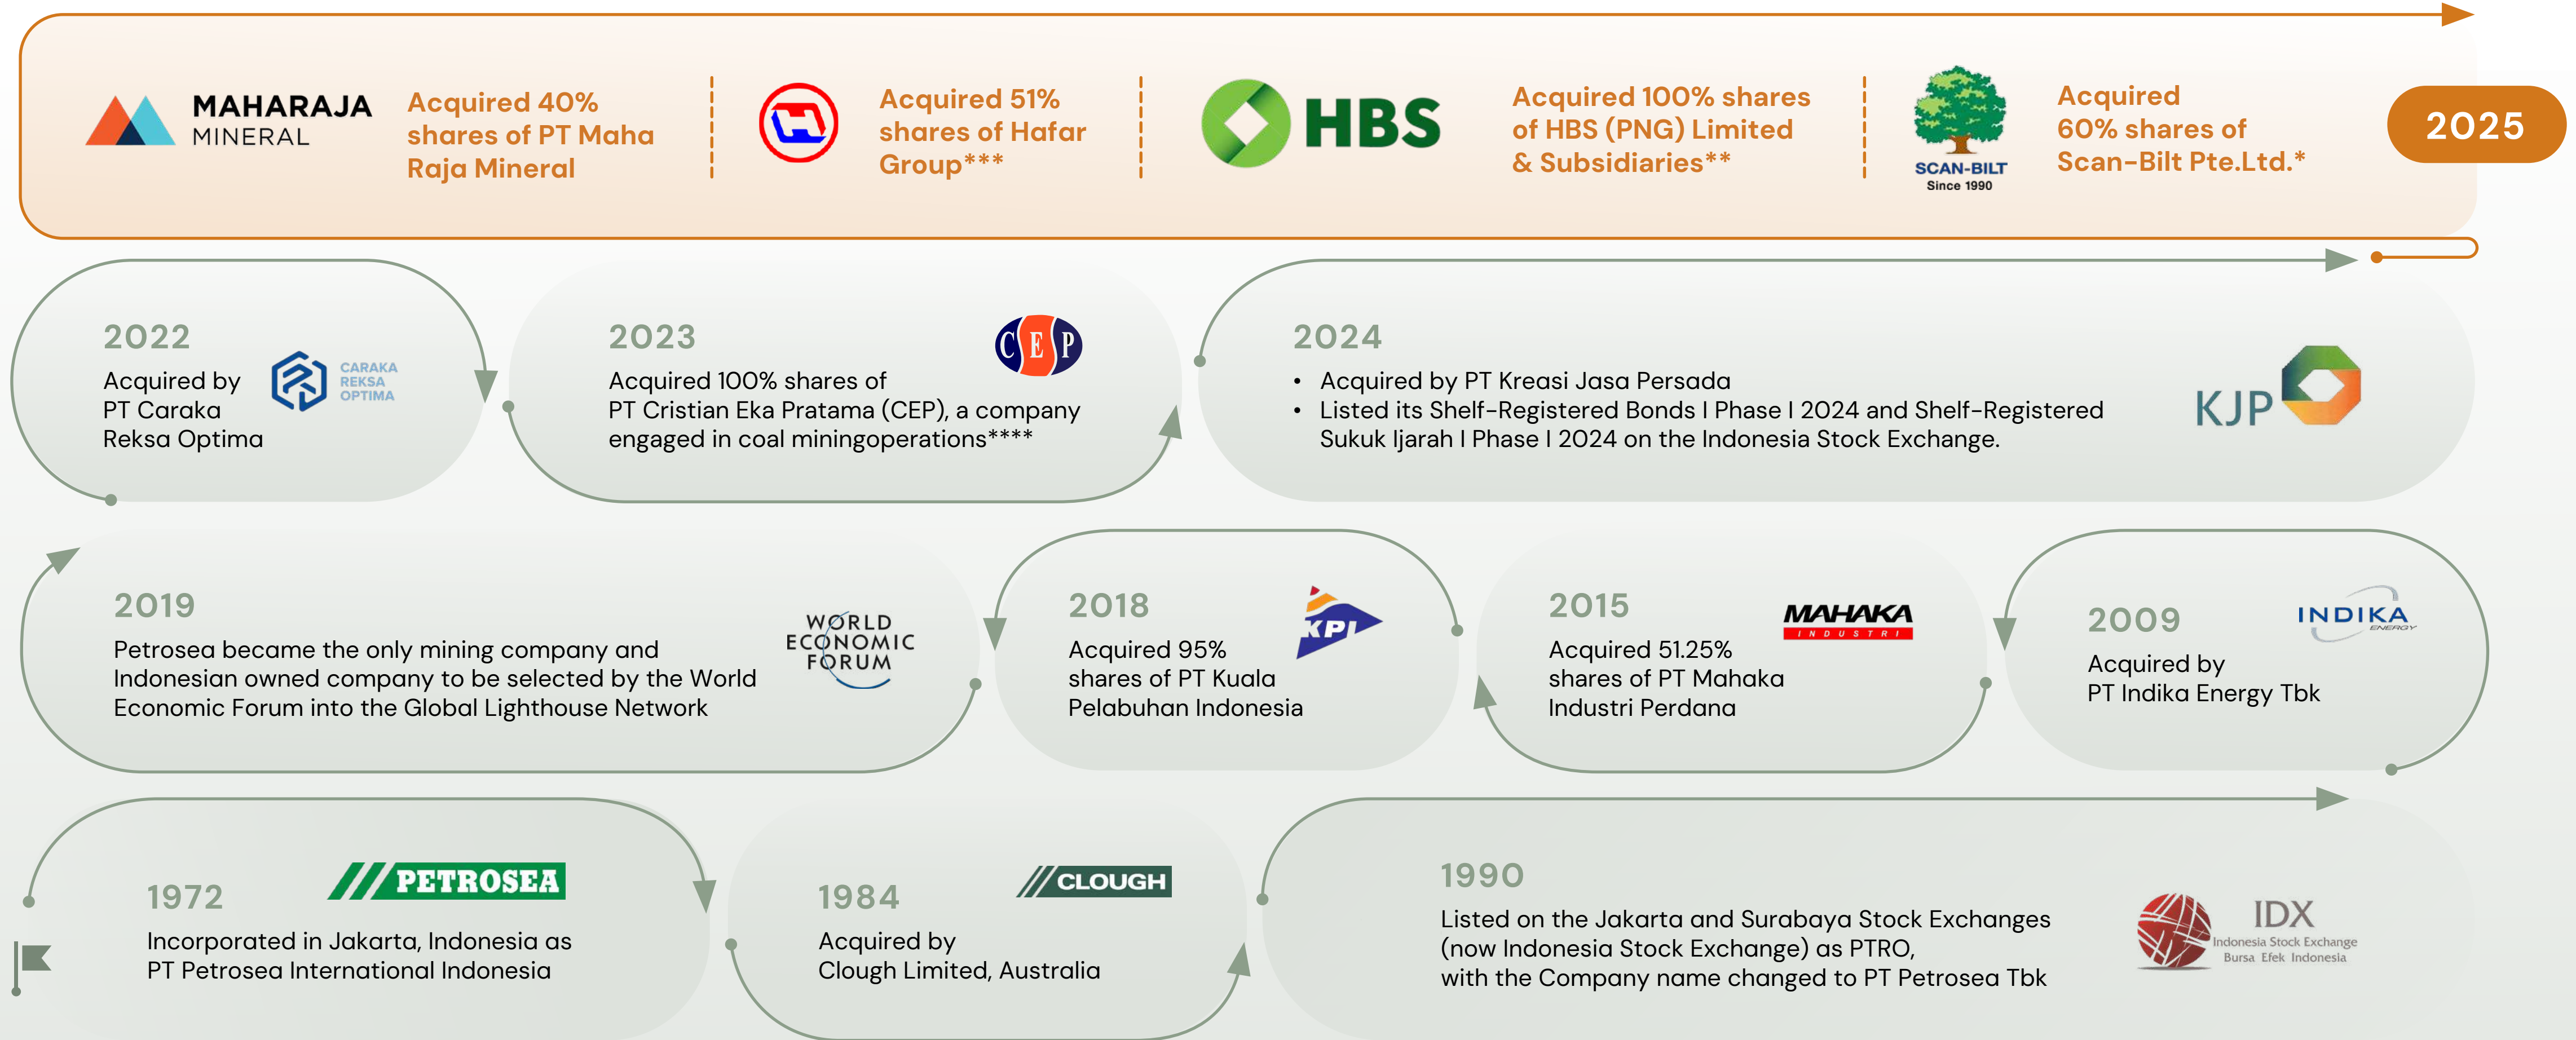 MAHARAJA
MINERAL
Acquired 40%
shares of PT Maha
Raja Mineral
Acquired 51%
shares of Hafar
Group***
HBS
Acquired 100% shares
of HBS (PNG) Limited
& Subsidiaries**
SCAN-BILT
Since 1990
Acquired
60% shares of
Scan-Bilt Pte.Ltd.*
2025
2022
Acquired by
PT Caraka
Reksa Optima
CARAKA
REKSA
OPTIMA
2023
CEP
Acquired 100% shares of
PT Cristian Eka Pratama (CEP), a company
engaged in coal miningoperations****
2024
• Acquired by PT Kreasi Jasa Persada
• Listed its Shelf-Registered Bonds I Phase I 2024 and Shelf-Registered
Sukuk Ijarah I Phase I 2024 on the Indonesia Stock Exchange.
KJP
2019
Petrosea became the only mining company and
Indonesian owned company to be selected by the World
Economic Forum into the Global Lighthouse Network
WORLD
ECONOMIC
FORUM
2018
KPI
Acquired 95%
shares of PT Kuala
Pelabuhan Indonesia
2015
MAHAKA
INDUSTRI
Acquired 51.25%
shares of PT Mahaka
Industri Perdana
2009
INDIKA
ENERGY
Acquired by
PT Indika Energy Tbk
1972
PETROSEA
Incorporated in Jakarta, Indonesia as
PT Petrosea International Indonesia
1984
CLOUGH
Acquired by
Clough Limited, Australia
1990
Listed on the Jakarta and Surabaya Stock Exchanges
(now Indonesia Stock Exchange) as PTRO,
with the Company name changed to PT Petrosea Tbk
IDX
Indonesia Stock Exchange
Bursa Efek Indonesia